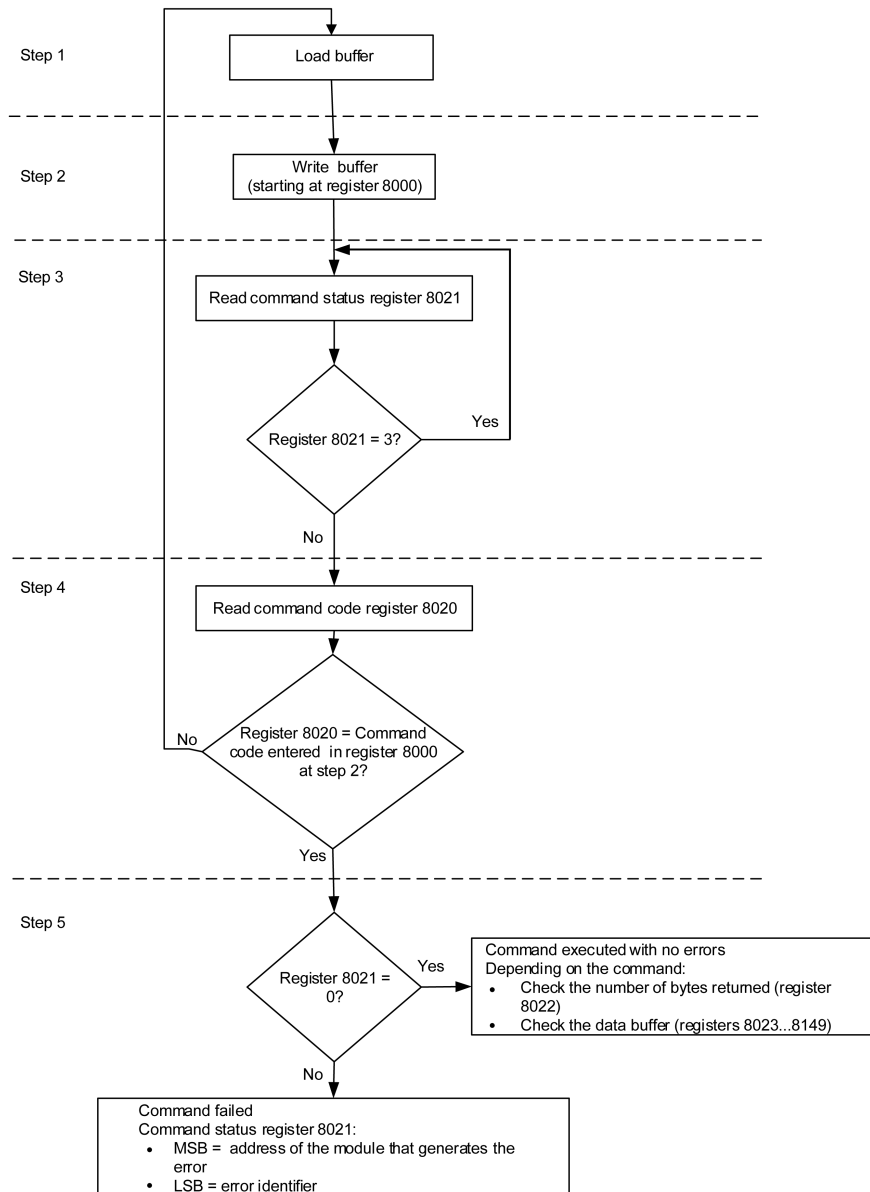 Step 1
Load buffer
Step 2
Write buffer
(starting at register 8000)
Step 3
Read command status register 8021
Register 8021 = 3?
Yes
No
Step 4
Read command code register 8020
Register 8020 = Command
code entered in register 8000
at step 2?
No
Yes
Step 5
Register 8021 =
0?
Yes
Command executed with no errors
Depending on the command:
• Check the number of bytes returned (register
8022)
• Check the data buffer (registers 8023...8149)
No
Command failed
Command status register 8021:
• MSB = address of the module that generates the
error
• LSB = error identifier